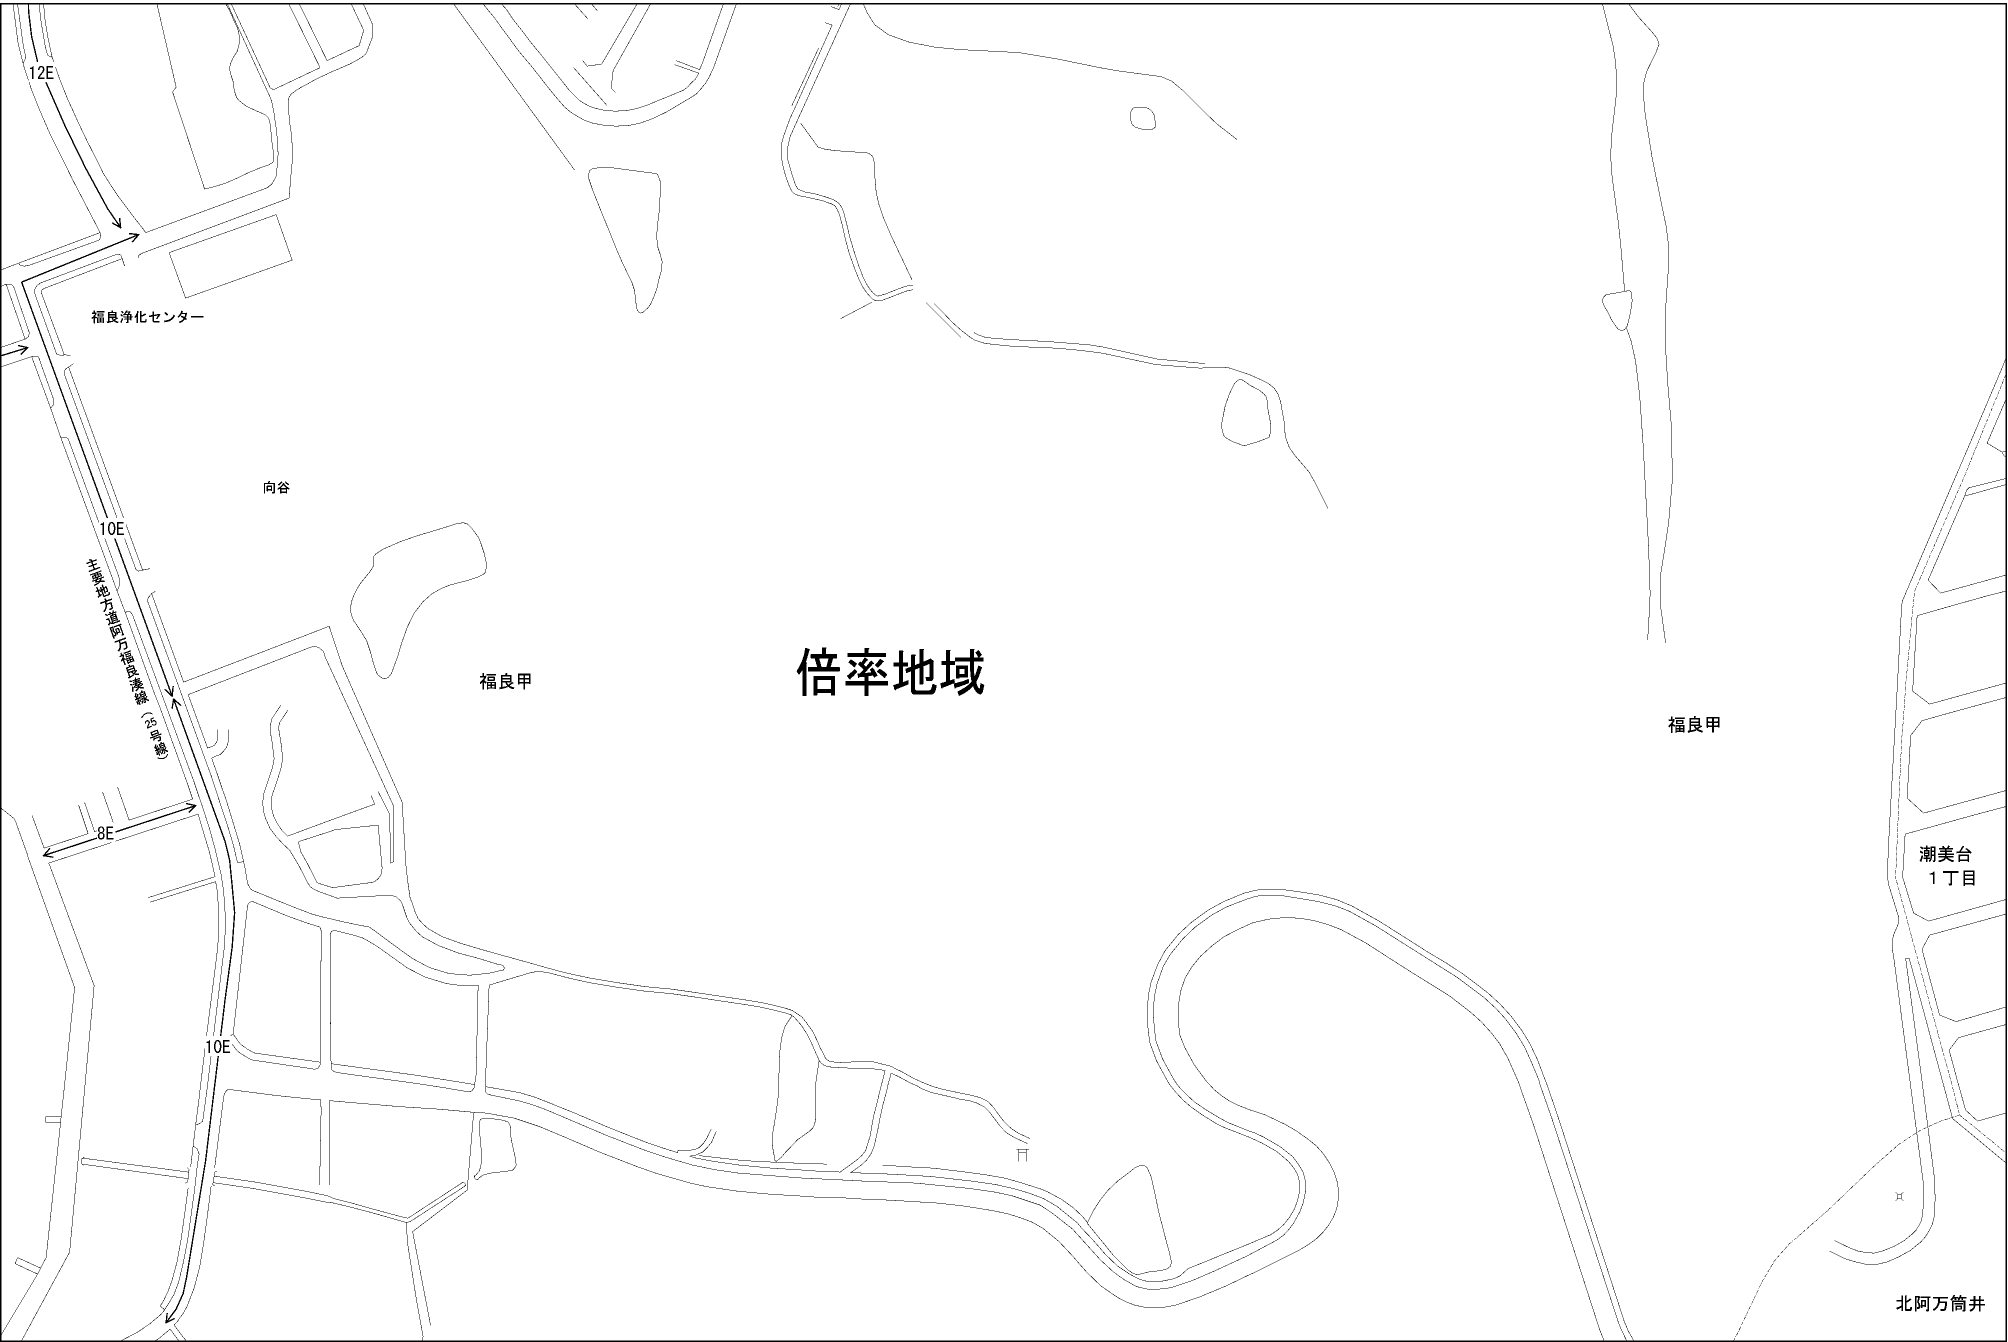 12E
福良浄化センター
向谷
10E
主要地方道阿万福良湊線（25号線）
福良甲
倍率地域
福良甲
8E
潮美台
1丁目
10E
北阿万筒井